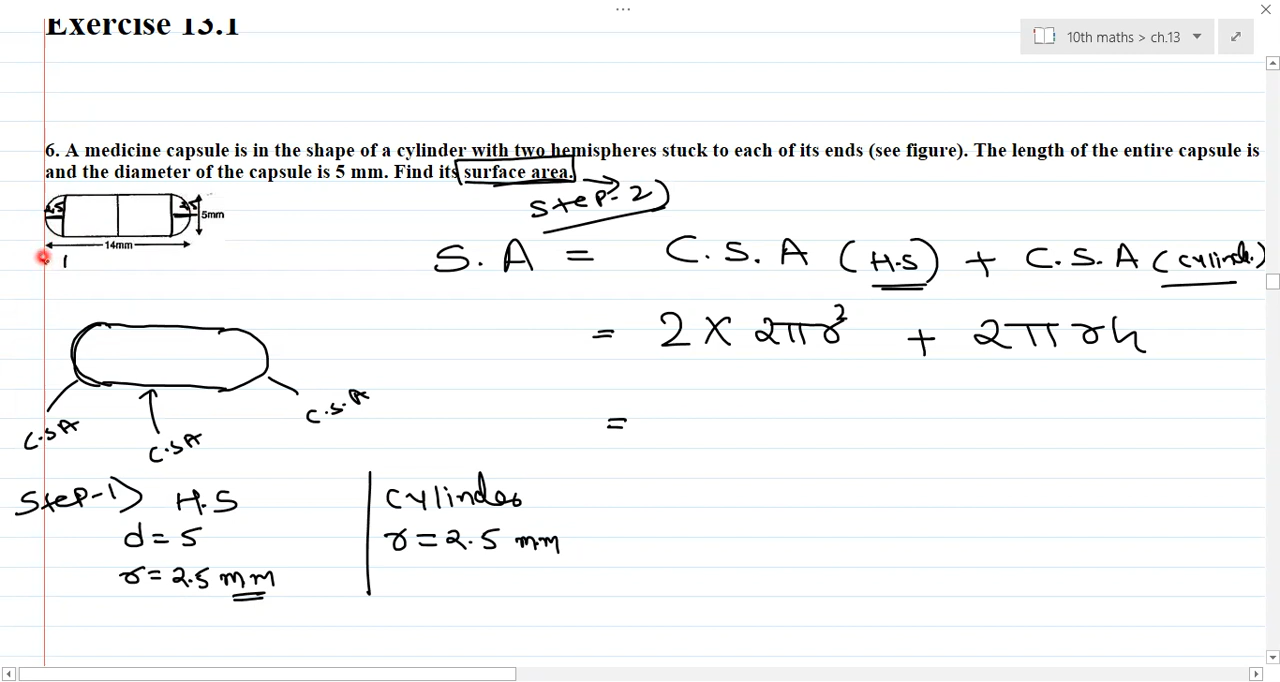 Exercise 13.1
10th maths > ch.13
6. A medicine capsule is in the shape of a cylinder with two hemispheres stuck to each of its ends (see figure). The length of the entire capsule is
and the diameter of the capsule is 5 mm. Find its surface area.
Step-2)
2.5
5mm
14mm
S.A = C.S.A (H.S) + C.S.A (cylinde.)
= 2 × 2πr² + 2πrh
C.S.A
C.S.A
C.S.A
=
Step-1) H.S
d = 5
r = 2.5 mm
cylinder
r = 2.5 mm